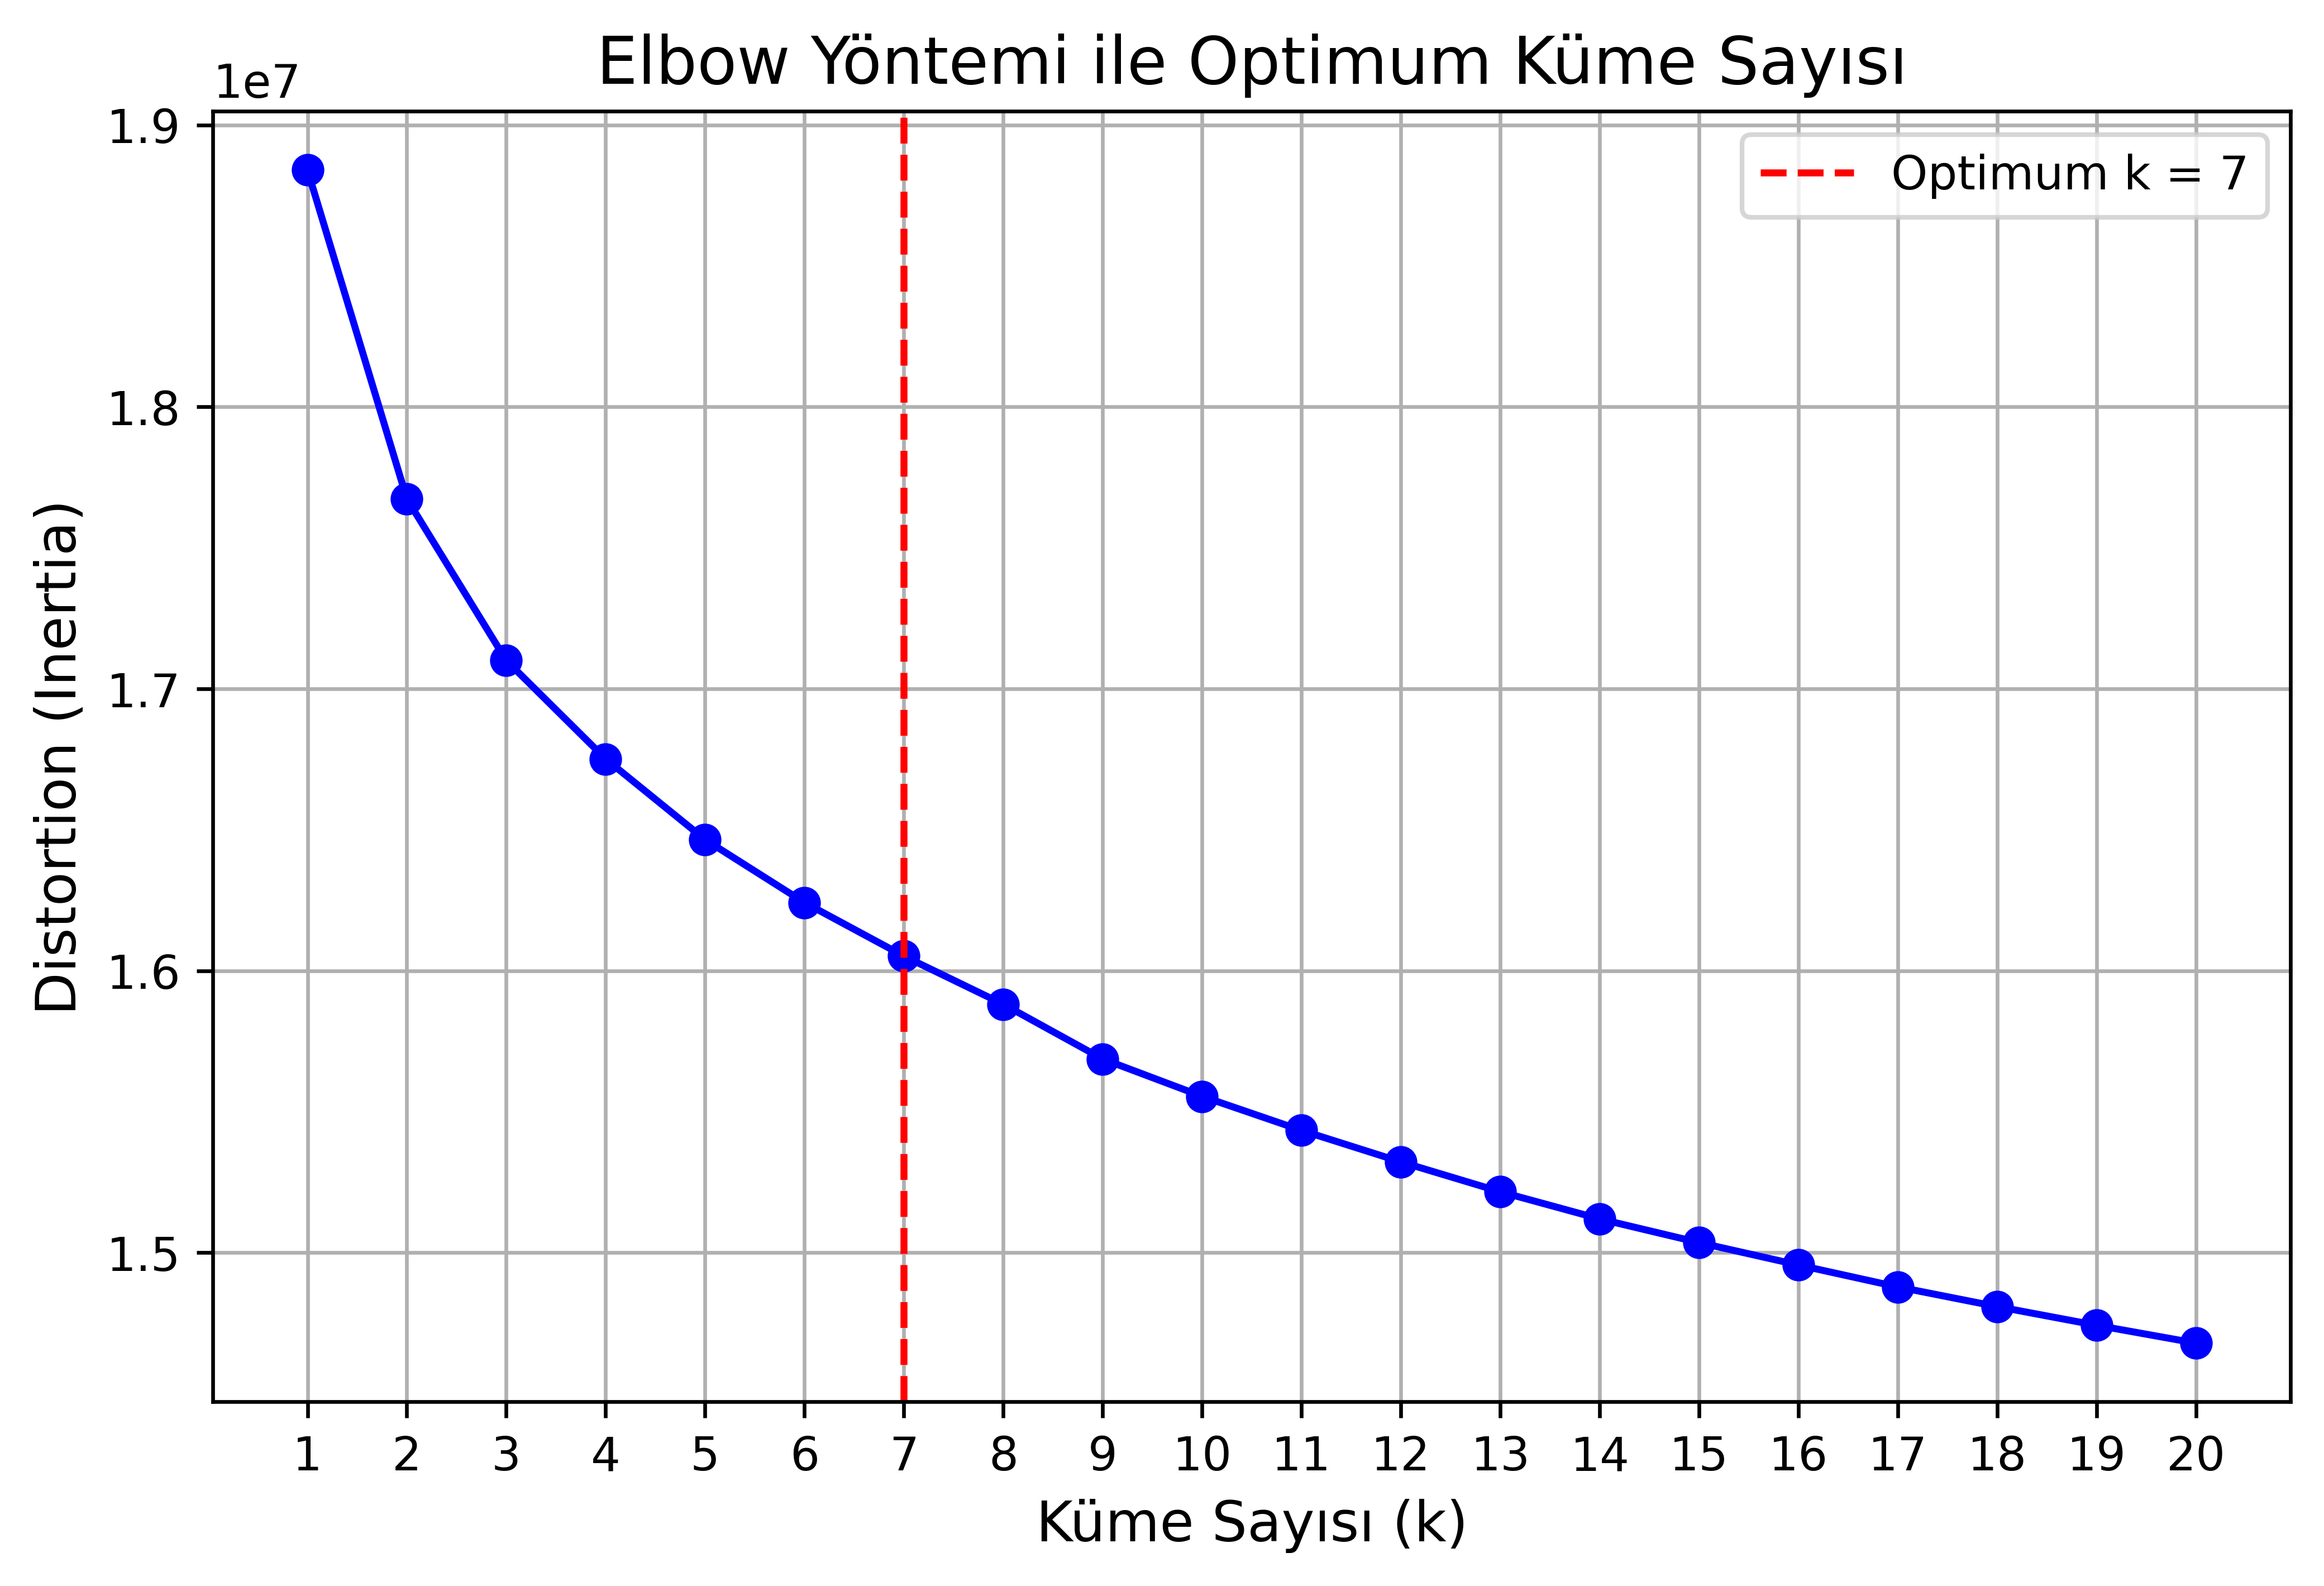 Elbow Yöntemi ile Optimum Küme Sayısı
1e7
Optimum k = 7
1.9
1.8
1.7
1.6
1.5
Distortion (Inertia)
1 2 3 4 5 6 7 8 9 10 11 12 13 14 15 16 17 18 19 20
Küme Sayısı (k)